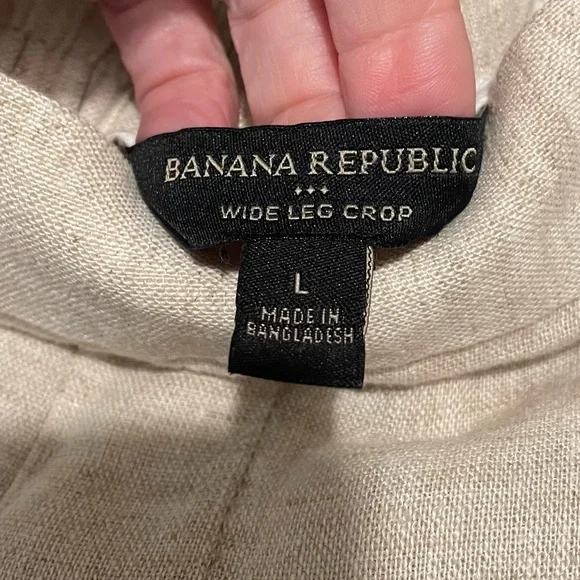 BANANA REPUBLIC
WIDE LEG CROP
L
MADE IN
BANGLADESH